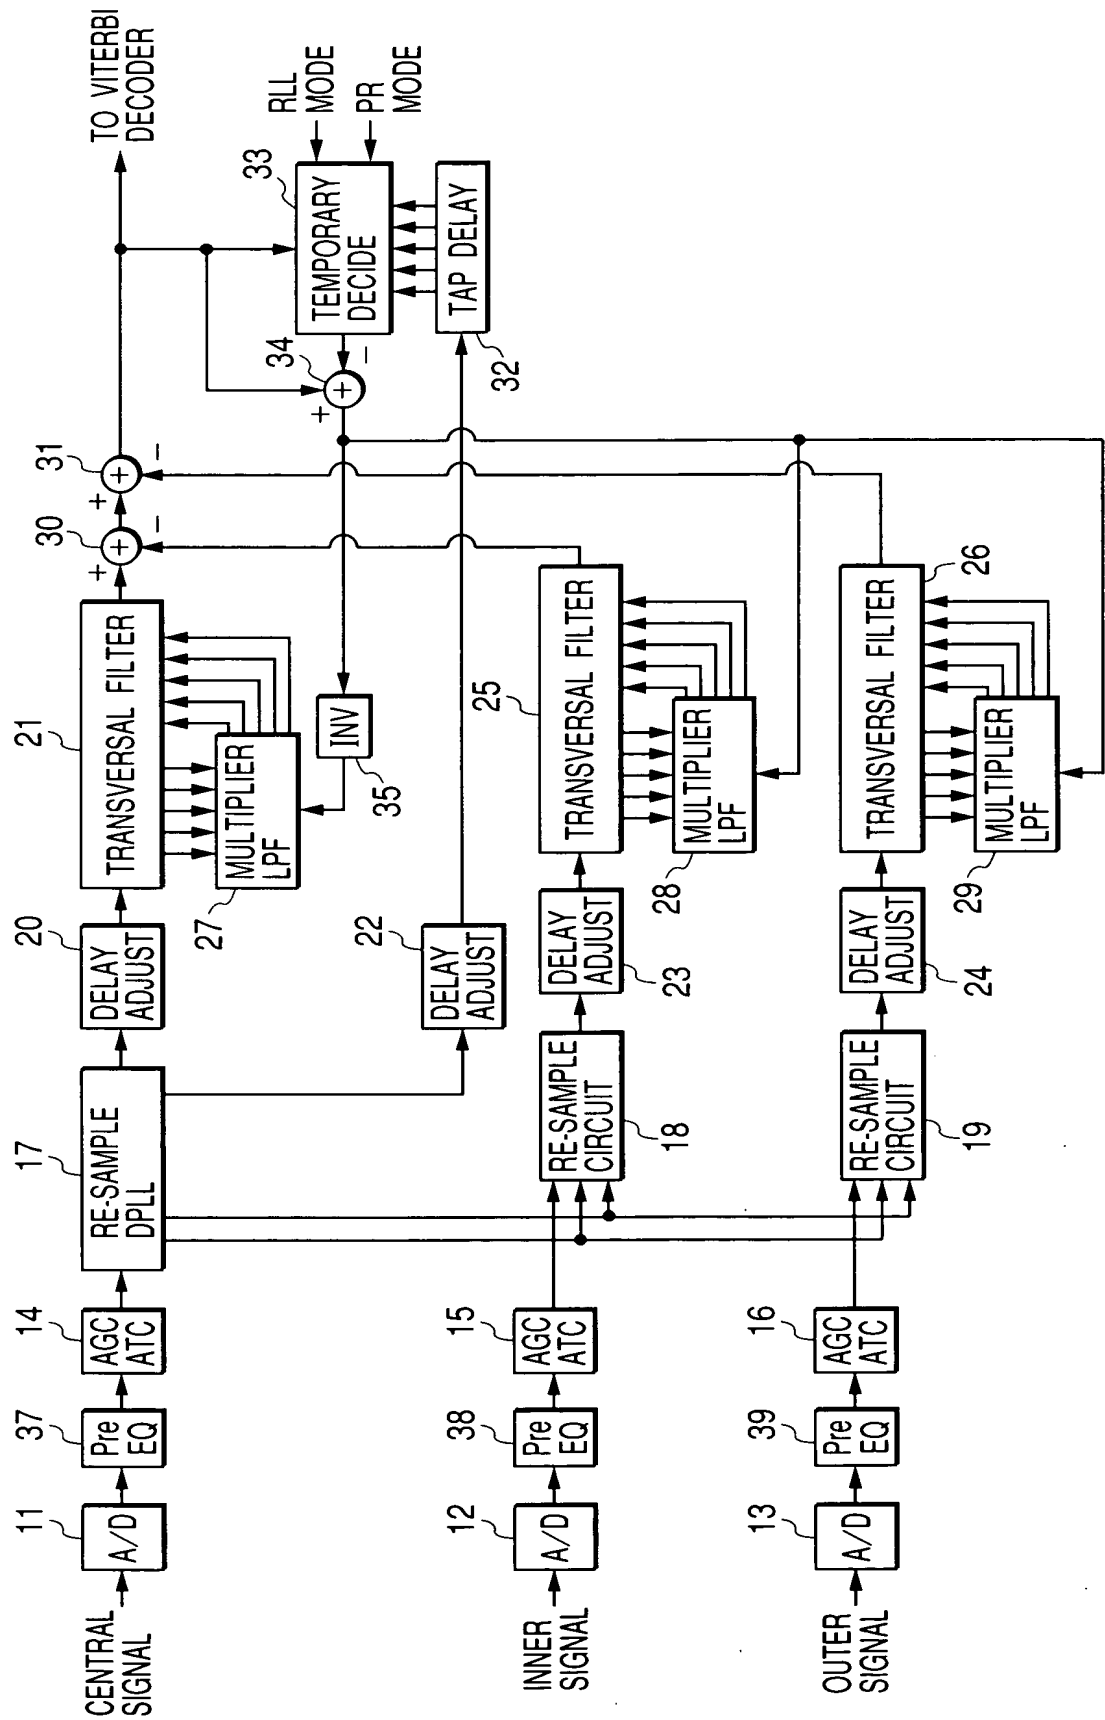 CENTRAL
SIGNAL
11
A/D
37
Pre
EQ
14
AGC
ATC
17
RE-SAMPLE
DPLL
20
DELAY
ADJUST
21
TRANSVERSAL FILTER
27
MULTIPLIER
LPF
+
30
+
−
+
31
+
−
TO VITERBI
DECODER
35
INV
22
DELAY
ADJUST
34
+
+
−
33
TEMPORARY
DECIDE
RLL
MODE
PR
MODE
32
TAP DELAY
INNER
SIGNAL
12
A/D
38
Pre
EQ
15
AGC
ATC
18
RE-SAMPLE
CIRCUIT
23
DELAY
ADJUST
25
TRANSVERSAL FILTER
28
MULTIPLIER
LPF
OUTER
SIGNAL
13
A/D
39
Pre
EQ
16
AGC
ATC
19
RE-SAMPLE
CIRCUIT
24
DELAY
ADJUST
26
TRANSVERSAL FILTER
29
MULTIPLIER
LPF